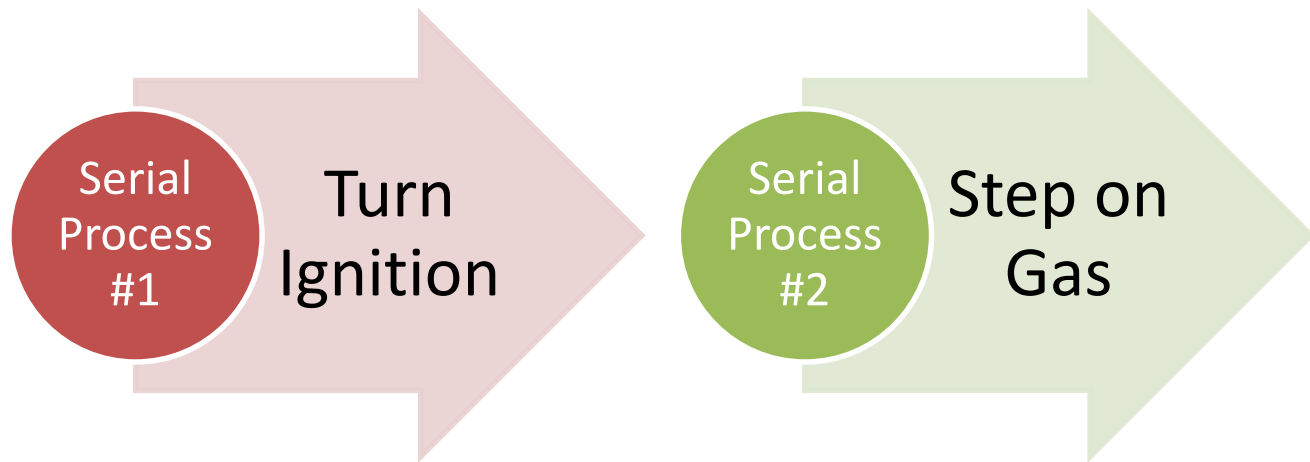 Serial
Process
#1
Turn
Ignition
Serial
Process
#2
Step on
Gas